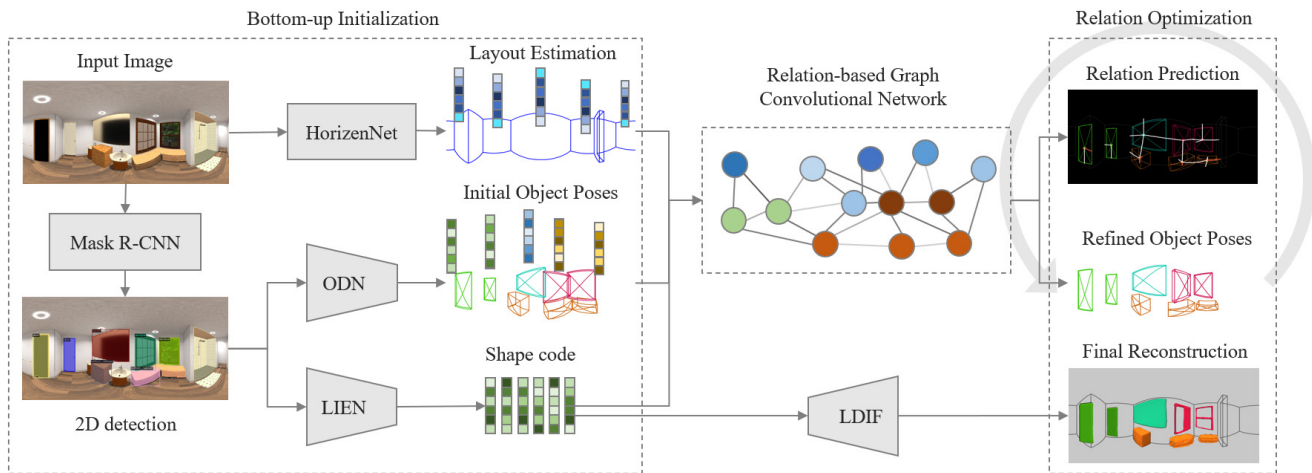 Bottom-up Initialization
Relation Optimization
Input Image
Layout Estimation
Relation-based Graph
Convolutional Network
Relation Prediction
HorizenNet
Initial Object Poses
Mask R-CNN
ODN
Refined Object Poses
Shape code
Final Reconstruction
LIEN
LDIF
2D detection